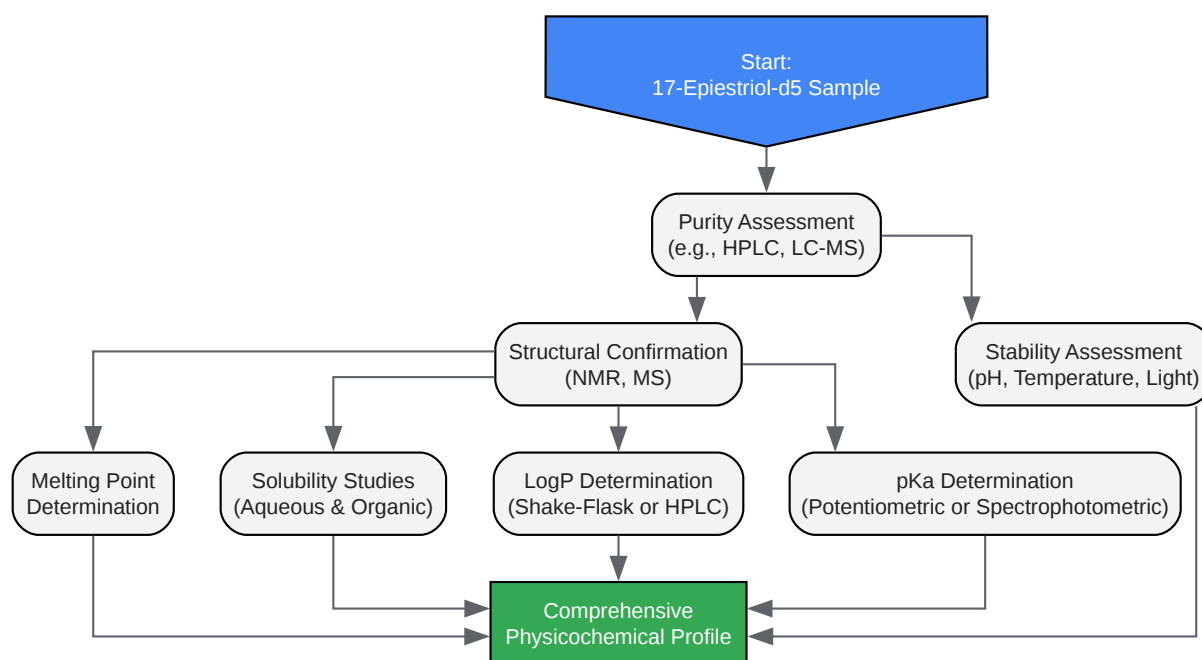 Start:
17-Epiestriol-d5 Sample
Purity Assessment
(e.g., HPLC, LC-MS)
Structural Confirmation
(NMR, MS)
Stability Assessment
(pH, Temperature, Light)
Melting Point
Determination
Solubility Studies
(Aqueous & Organic)
LogP Determination
(Shake-Flask or HPLC)
pKa Determination
(Potentiometric or Spectrophotometric)
Comprehensive
Physicochemical Profile